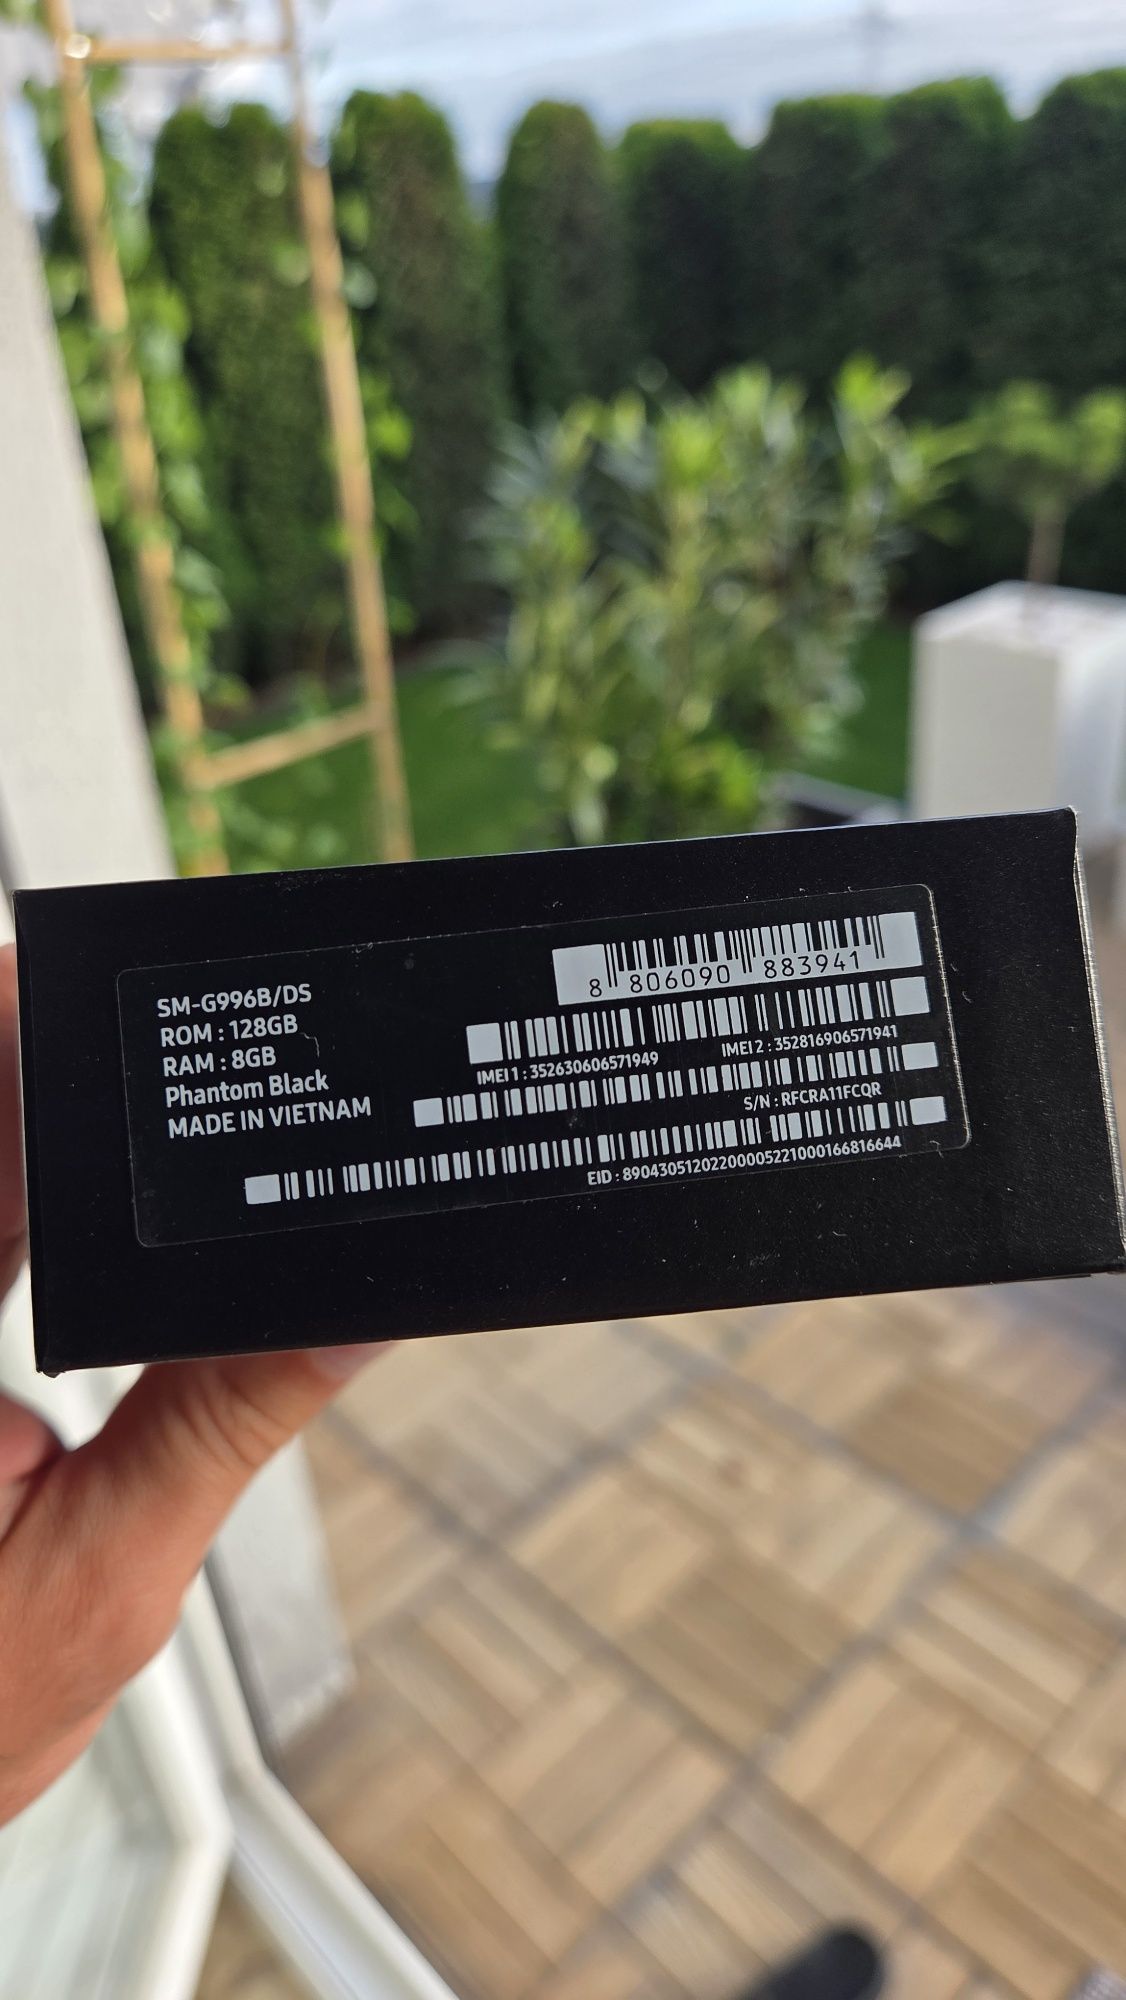 SM-G996B/DS
ROM : 128GB
RAM : 8GB
Phantom Black
MADE IN VIETNAM
8 806090 883941
IMEI 1 : 352630606571949
IMEI 2 : 352816906571941
S/N : RFCRA11FCQR
EID : 89043051202200005221000166816644